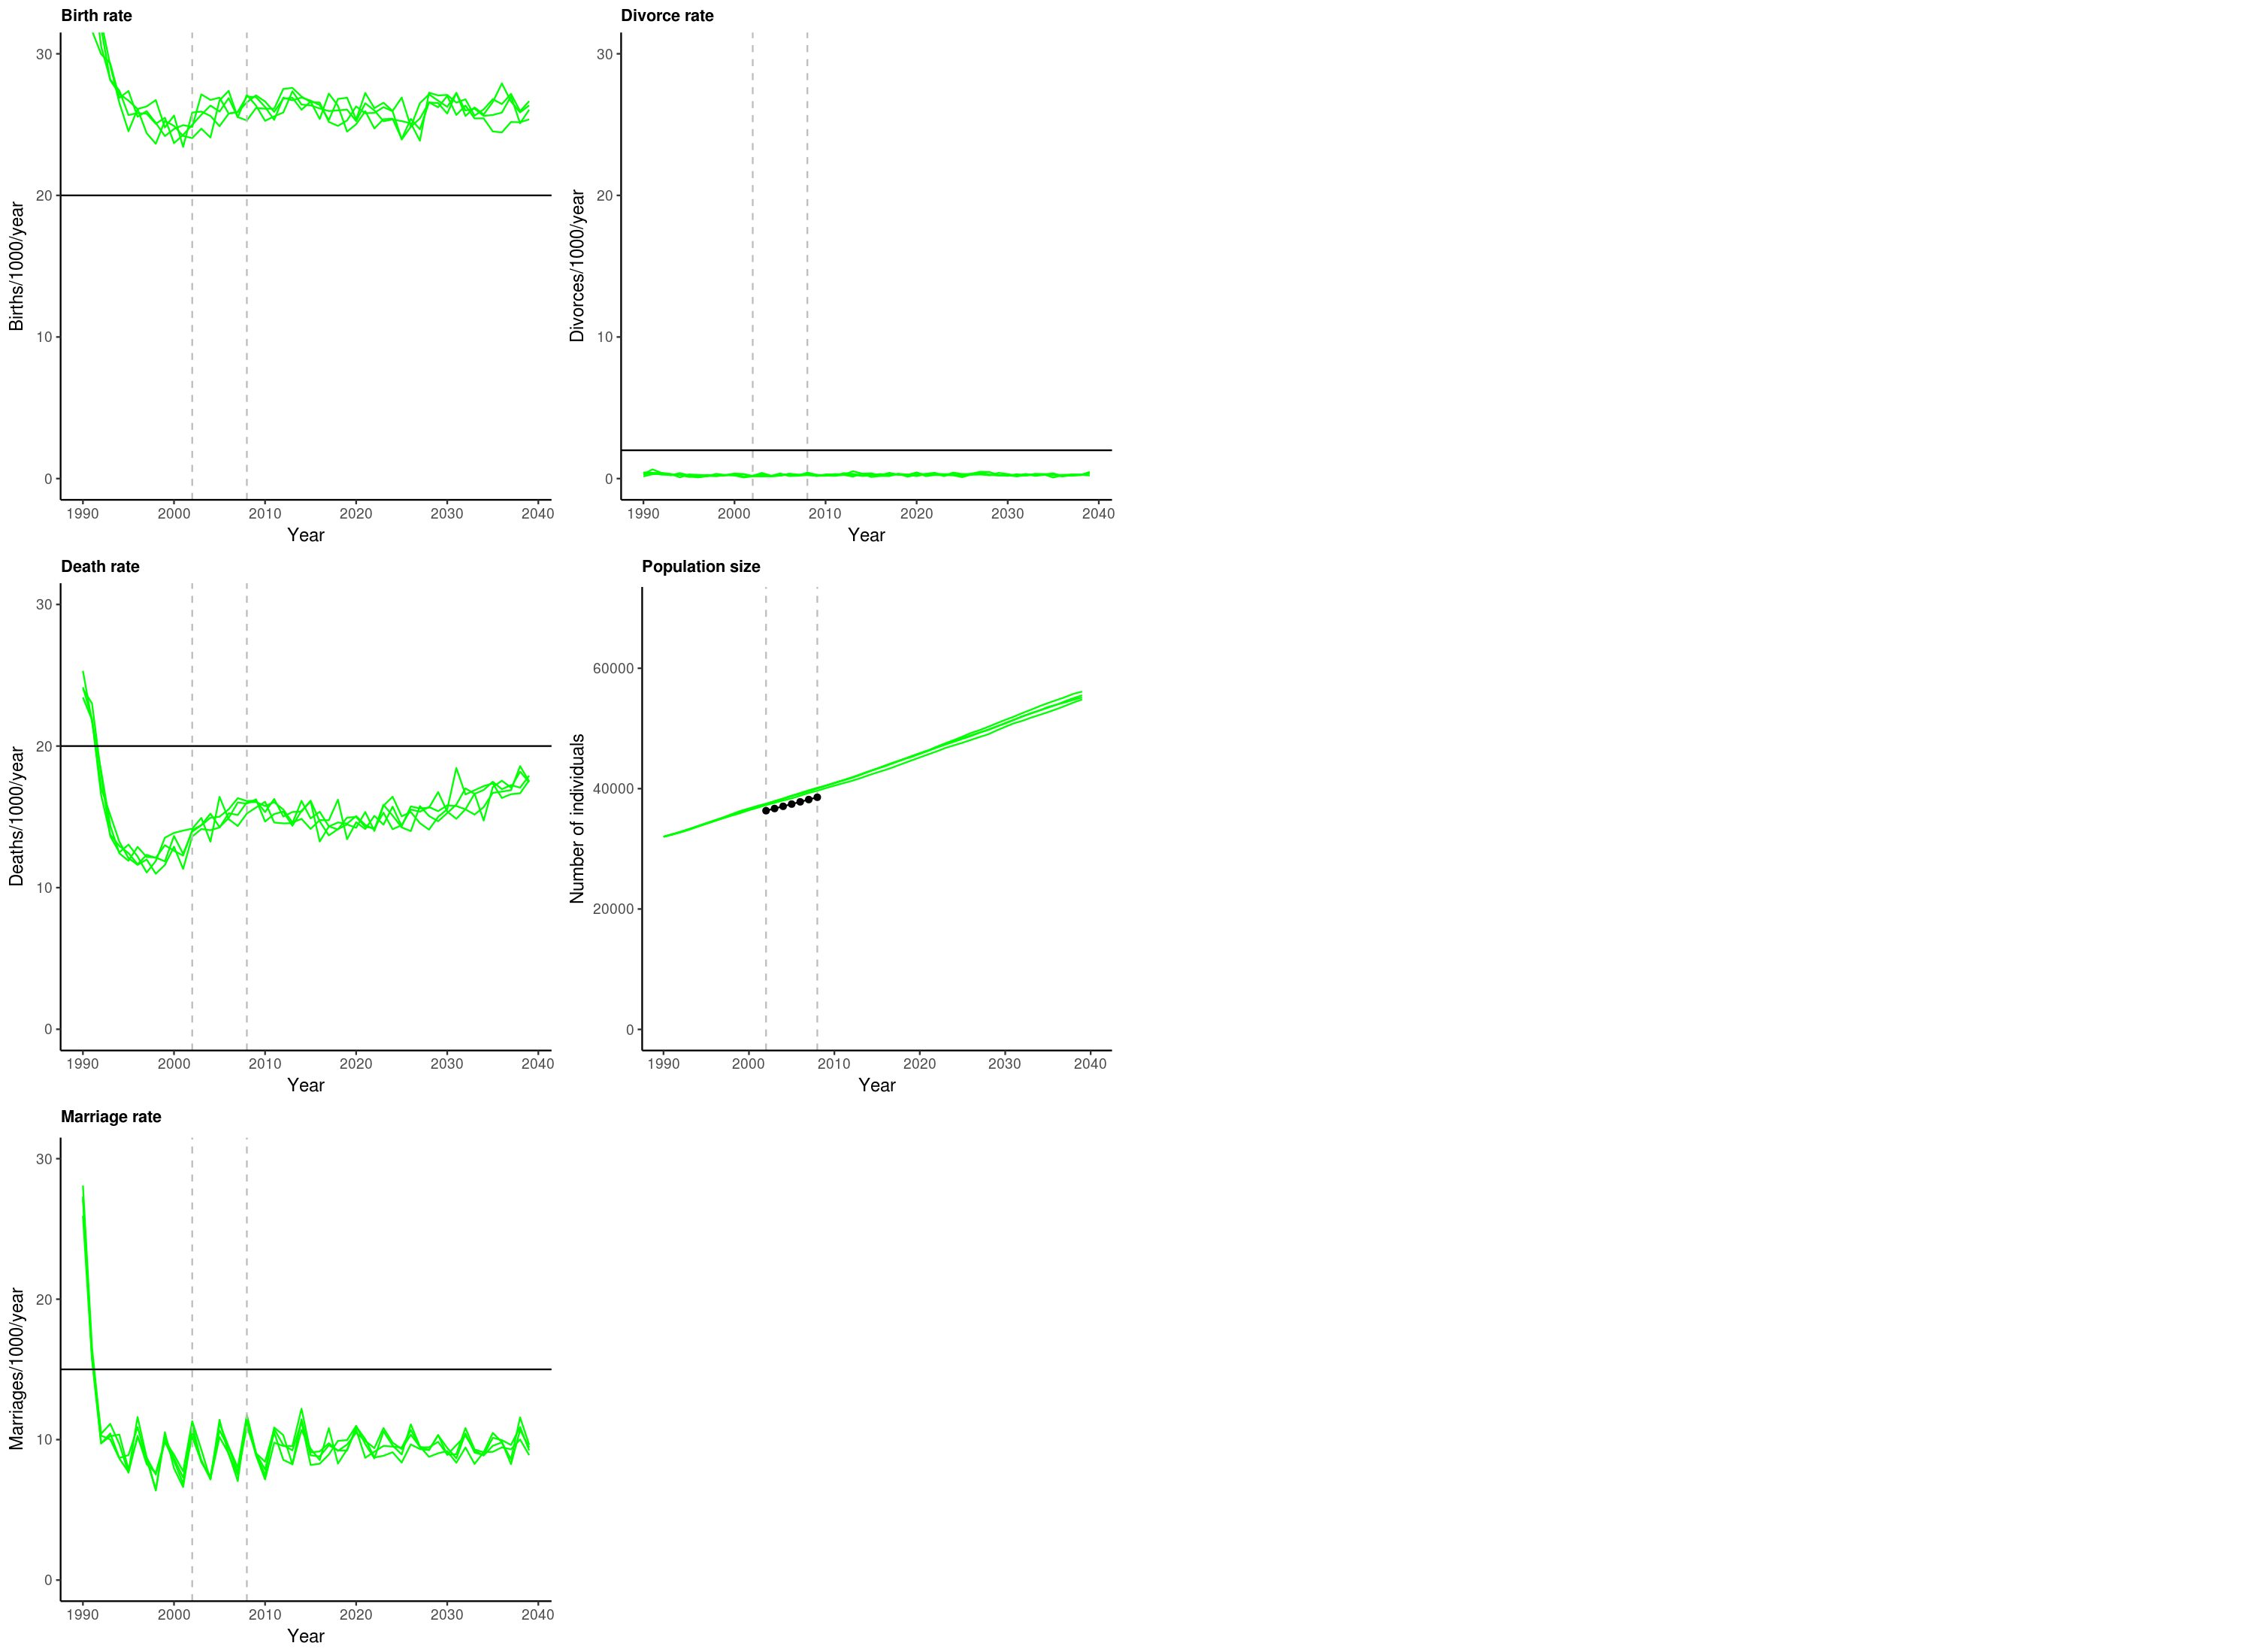 Birth rate
Births/1000/year
30
20
10
0
1990 2000 2010 2020 2030 2040
Year
Divorce rate
Divorces/1000/year
30
20
10
0
1990 2000 2010 2020 2030 2040
Year
Death rate
Deaths/1000/year
30
20
10
0
1990 2000 2010 2020 2030 2040
Year
Population size
Number of individuals
60000
40000
20000
0
1990 2000 2010 2020 2030 2040
Year
Marriage rate
Marriages/1000/year
30
20
10
0
1990 2000 2010 2020 2030 2040
Year